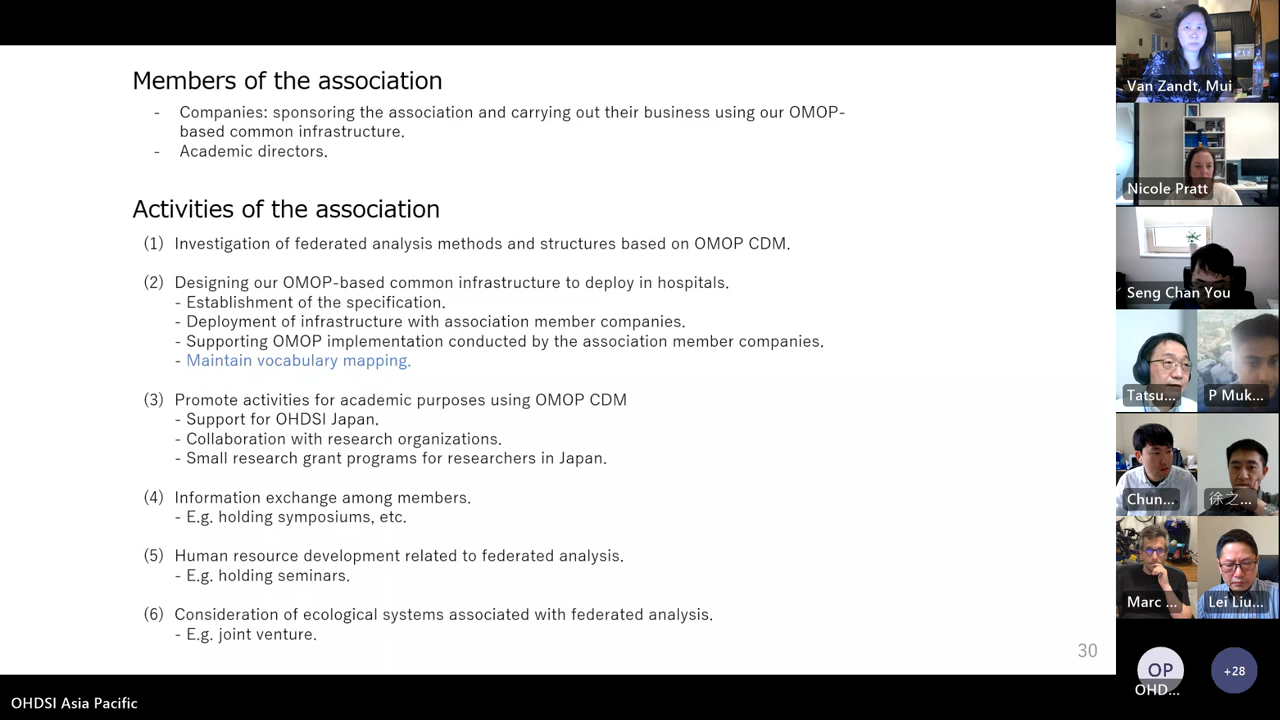 Members of the association
- Companies: sponsoring the association and carrying out their business using our OMOP-
based common infrastructure.
- Academic directors.
Activities of the association
(1) Investigation of federated analysis methods and structures based on OMOP CDM.
(2) Designing our OMOP-based common infrastructure to deploy in hospitals.
- Establishment of the specification.
- Deployment of infrastructure with association member companies.
- Supporting OMOP implementation conducted by the association member companies.
- Maintain vocabulary mapping.
(3) Promote activities for academic purposes using OMOP CDM
- Support for OHDSI Japan.
- Collaboration with research organizations.
- Small research grant programs for researchers in Japan.
(4) Information exchange among members.
- E.g. holding symposiums, etc.
(5) Human resource development related to federated analysis.
- E.g. holding seminars.
(6) Consideration of ecological systems associated with federated analysis.
- E.g. joint venture.
30
OHDSI Asia Pacific
Van Zandt, Mui
Nicole Pratt
Seng Chan You
Tatsu...
P Muk...
Chun...
徐之...
Marc ...
Lei Liu...
OP
OHD...
+28